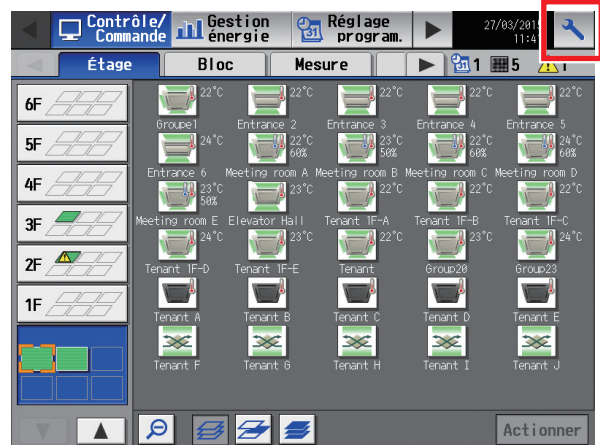 Contrôle/
Commande
Gestion
énergie
Réglage
program.
27/03/201
11:4
Étage
Bloc
Mesure
1
5
1
6F
5F
4F
3F
2F
1F
22°C 22°C 22°C 22°C 22°C
Groupe1 Entrance 2 Entrance 3 Entrance 4 Entrance 5
24°C 22°C 60% 23°C 50% 22°C 60% 24°C 60%
Entrance 6 Meeting room A Meeting room B Meeting room C Meeting room D
23°C 50% 23°C 22°C 22°C 22°C
Meeting room E Elevator Hall Tenant 1F-A Tenant 1F-B Tenant 1F-C
24°C 23°C 22°C 23°C 24°C
Tenant 1F-D Tenant 1F-E Tenant Group20 Group23
Tenant A Tenant B Tenant C Tenant D Tenant E
Tenant F Tenant G Tenant H Tenant I Tenant J
Actionner